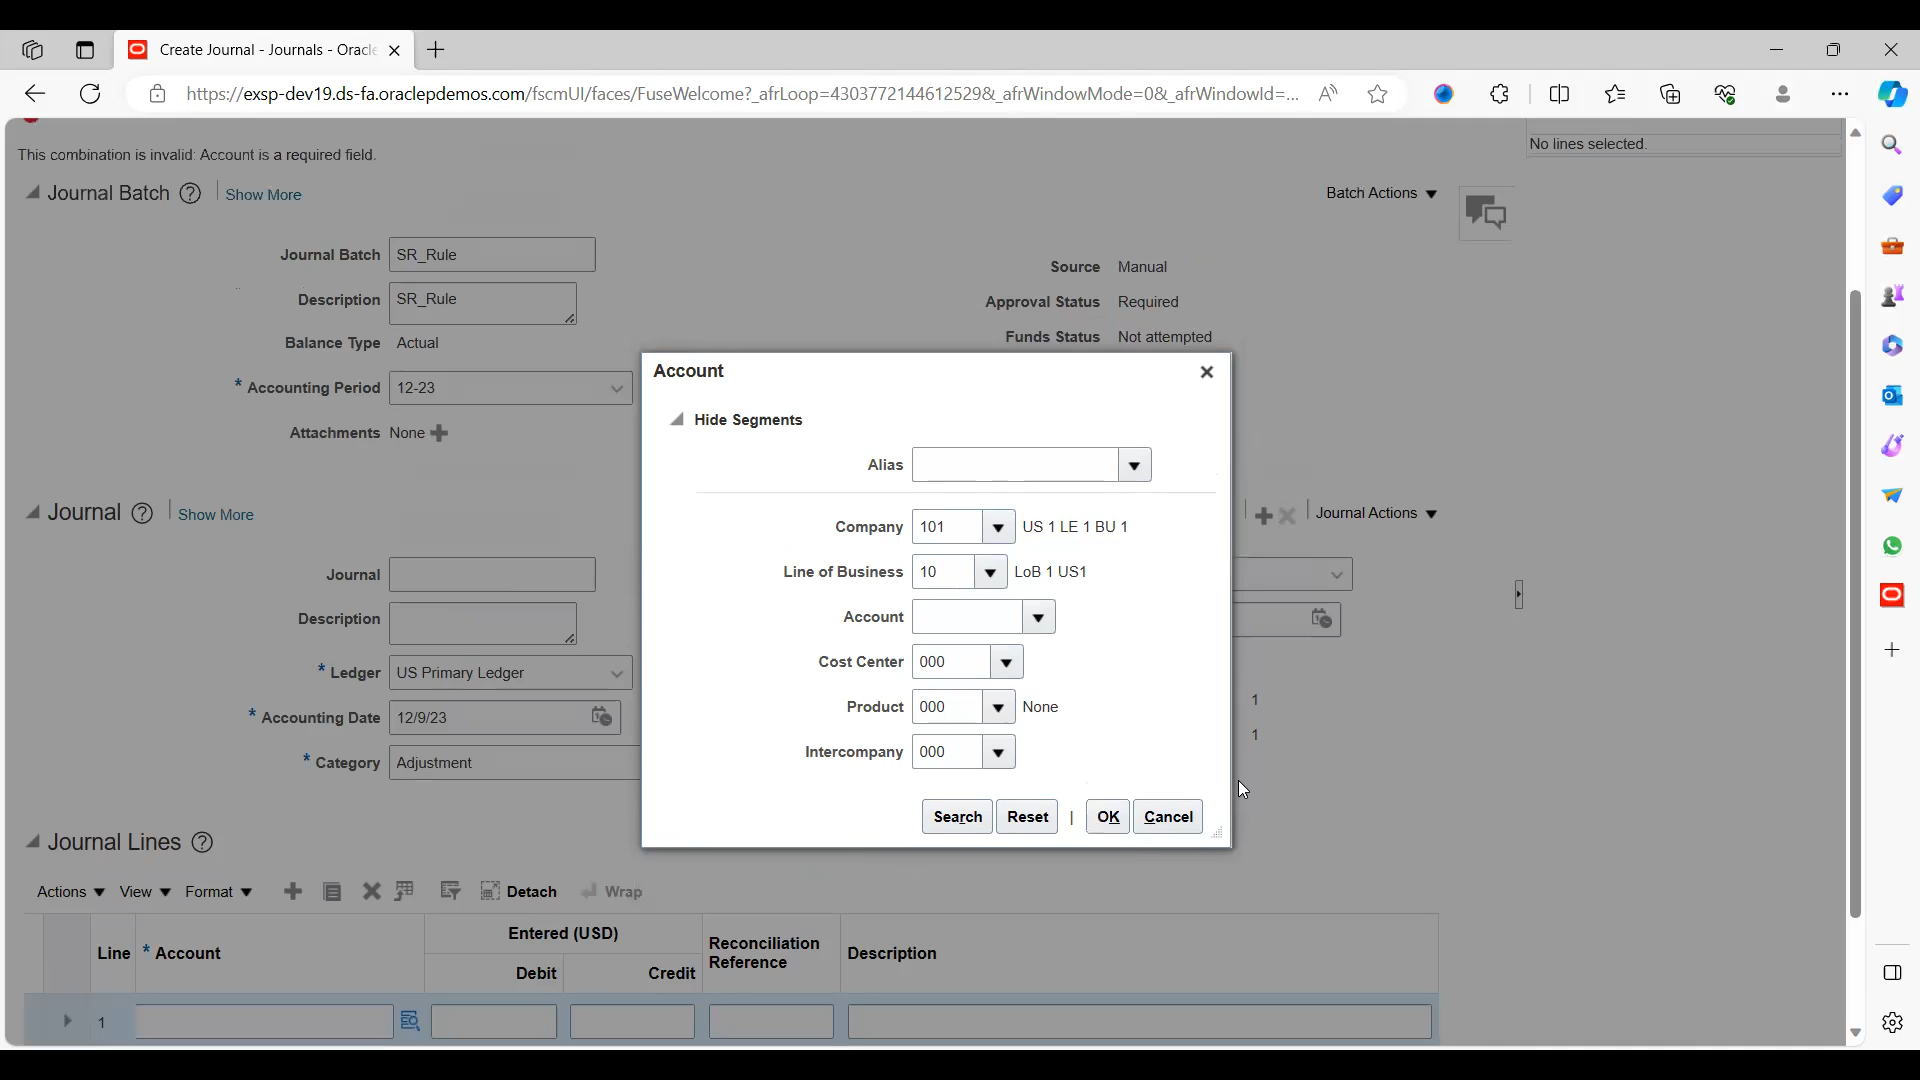 Create Journal - Journals - Oracle
https://exsp-dev19.ds-fa.oraclepdemos.com/fscmUI/faces/FuseWelcome?_afrLoop=4303772144612529&_afrWindowMode=0&_afrWindowId=...
This combination is invalid: Account is a required field.
No lines selected.
Journal Batch
Show More
Batch Actions
Journal Batch SR_Rule
Source Manual
Description SR_Rule
Approval Status Required
Balance Type Actual
Funds Status Not attempted
* Accounting Period 12-23
Attachments None
Account
Hide Segments
Alias
Company 101 US 1 LE 1 BU 1
Line of Business 10 LoB 1 US1
Account
Cost Center 000
Product 000 None
Intercompany 000
Search Reset | OK Cancel
Journal
Show More
Journal Actions
Journal
Description
* Ledger US Primary Ledger
1
* Accounting Date 12/9/23
1
* Category Adjustment
Journal Lines
Actions View Format Detach Wrap
Line * Account Entered (USD) Reconciliation Reference Description
Debit Credit
1